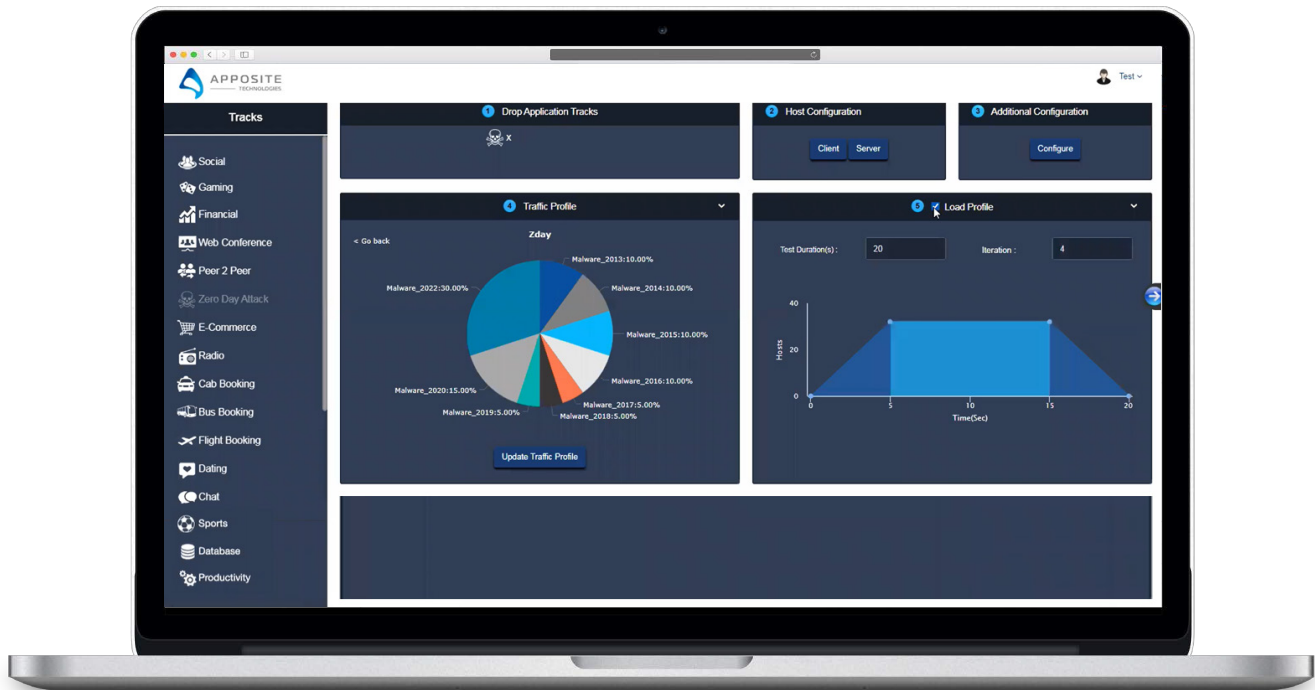 APPOSITE
TECHNOLOGIES
Test
Tracks
Social
Gaming
Financial
Web Conference
Peer 2 Peer
Zero Day Attack
E-Commerce
Radio
Cab Booking
Bus Booking
Flight Booking
Dating
Chat
Sports
Database
Productivity
1 Drop Application Tracks
X
2 Host Configuration
Client Server
3 Additional Configuration
Configure
4 Traffic Profile
< Go back
Zday
Malware_2013:10.00%
Malware_2022:30.00%
Malware_2014:10.00%
Malware_2015:10.00%
Malware_2016:10.00%
Malware_2020:15.00%
Malware_2017:5.00%
Malware_2019:5.00%
Malware_2018:5.00%
Update Traffic Profile
5 Load Profile
Test Duration(s) : 20 Iteration : 4
40
20
0
Hosts
0 5 10 15 20
Time(Sec)